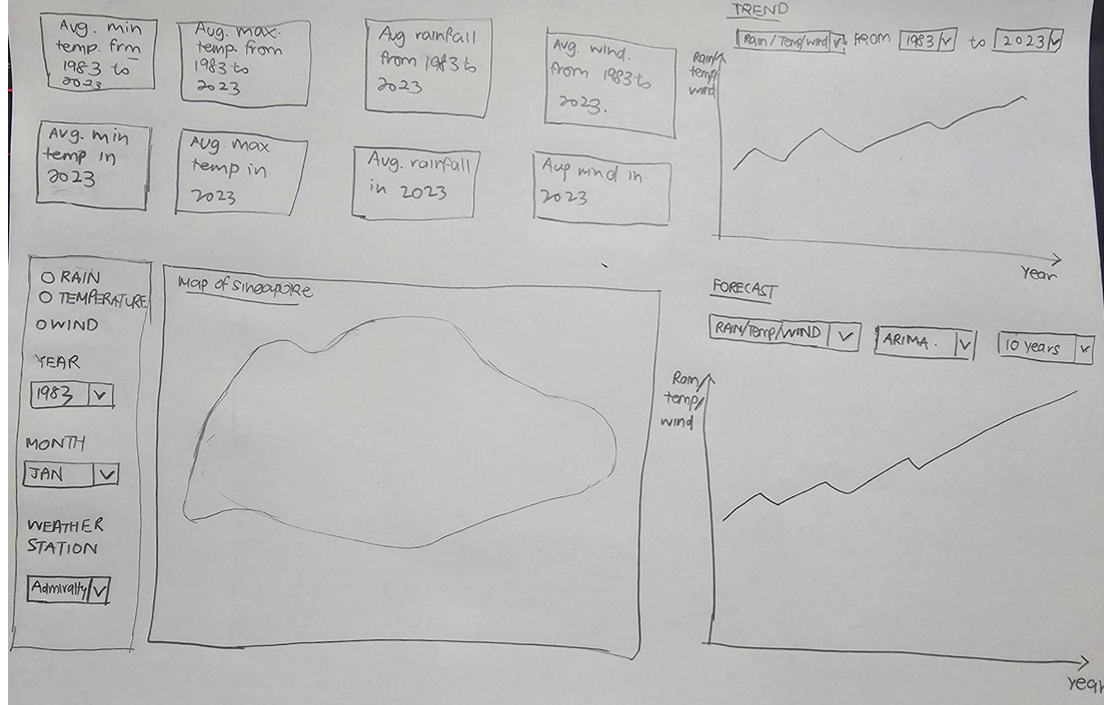 Avg. min
temp. frm
1983 to
2023
Avg. max.
temp. from
1983 to
2023
Avg rainfall
from 1983 to
2023
Avg. wind.
from 1983 to
2023.
Avg. min
temp in
2023
Avg. max
temp in
2023
Avg. rainfall
in 2023
Aug wind in
2023
TREND
Rain/Temp/wind from 1983 to 2023
Rain/
temp/
wind
Year
RAIN
TEMPERATURE
WIND
YEAR
1983
MONTH
JAN
WEATHER
STATION
Admiralty
Map of Singapore
FORECAST
RAIN/Temp/WIND ARIMA. 10 years
Rain/
temp/
wind
year